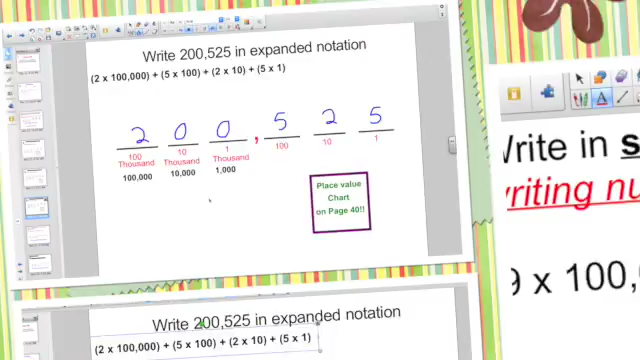 Write 200,525 in expanded notation
(2 x 100,000) + (5 x 100) + (2 x 10) + (5 x 1)
2 0 0 , 5 2 5
100 10 1 100 10 1
Thousand Thousand Thousand
100,000 10,000 1,000
Place value
Chart
on Page 40!!
Write 200,525 in expanded notation
(2 x 100,000) + (5 x 100) + (2 x 10) + (5 x 1)
Write in
9 x 100,